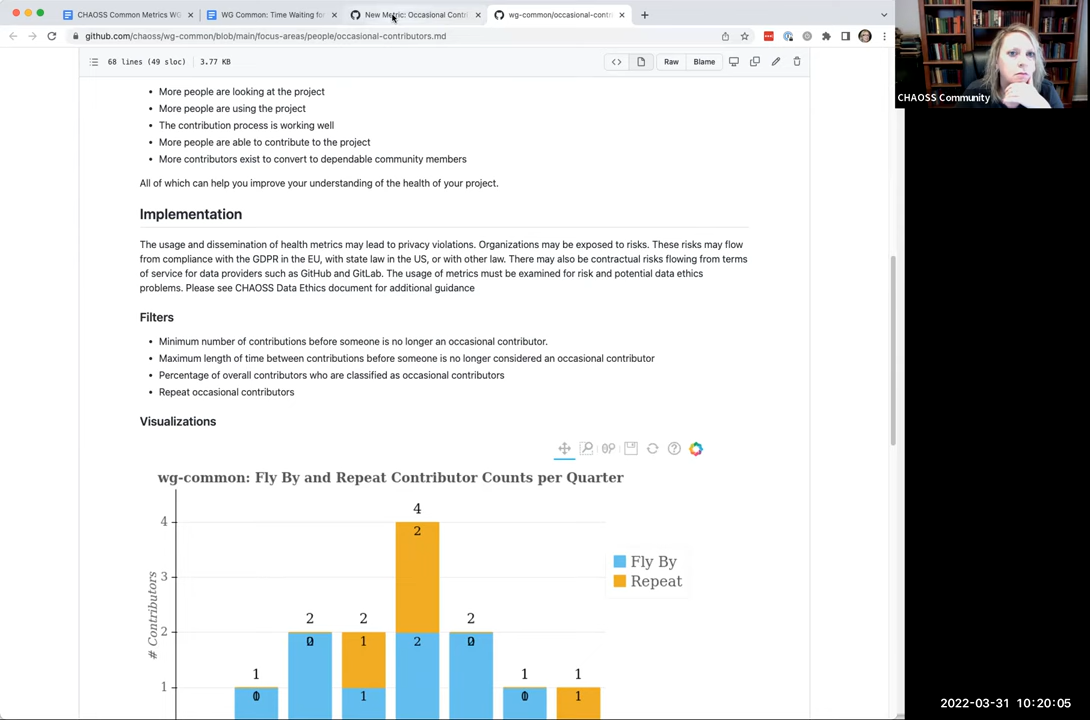 CHAOSS Common Metrics WG
WG Common: Time Waiting for
New Metric: Occasional Contri
wg-common/occasional-contri
github.com/chaoss/wg-common/blob/main/focus-areas/people/occasional-contributors.md
68 lines (49 sloc) 3.77 KB
Raw
Blame
More people are looking at the project
More people are using the project
The contribution process is working well
More people are able to contribute to the project
More contributors exist to convert to dependable community members
All of which can help you improve your understanding of the health of your project.
Implementation
The usage and dissemination of health metrics may lead to privacy violations. Organizations may be exposed to risks. These risks may flow
from compliance with the GDPR in the EU, with state law in the US, or with other law. There may also be contractual risks flowing from terms
of service for data providers such as GitHub and GitLab. The usage of metrics must be examined for risk and potential data ethics
problems. Please see CHAOSS Data Ethics document for additional guidance
Filters
Minimum number of contributions before someone is no longer an occasional contributor.
Maximum length of time between contributions before someone is no longer considered an occasional contributor
Percentage of overall contributors who are classified as occasional contributors
Repeat occasional contributors
Visualizations
wg-common: Fly By and Repeat Contributor Counts per Quarter
# Contributors
4
3
2
1
4
2
2 2 2
1 2
1 1 1
1 1
Fly By
Repeat
CHAOSS Community
2022-03-31 10:20:05